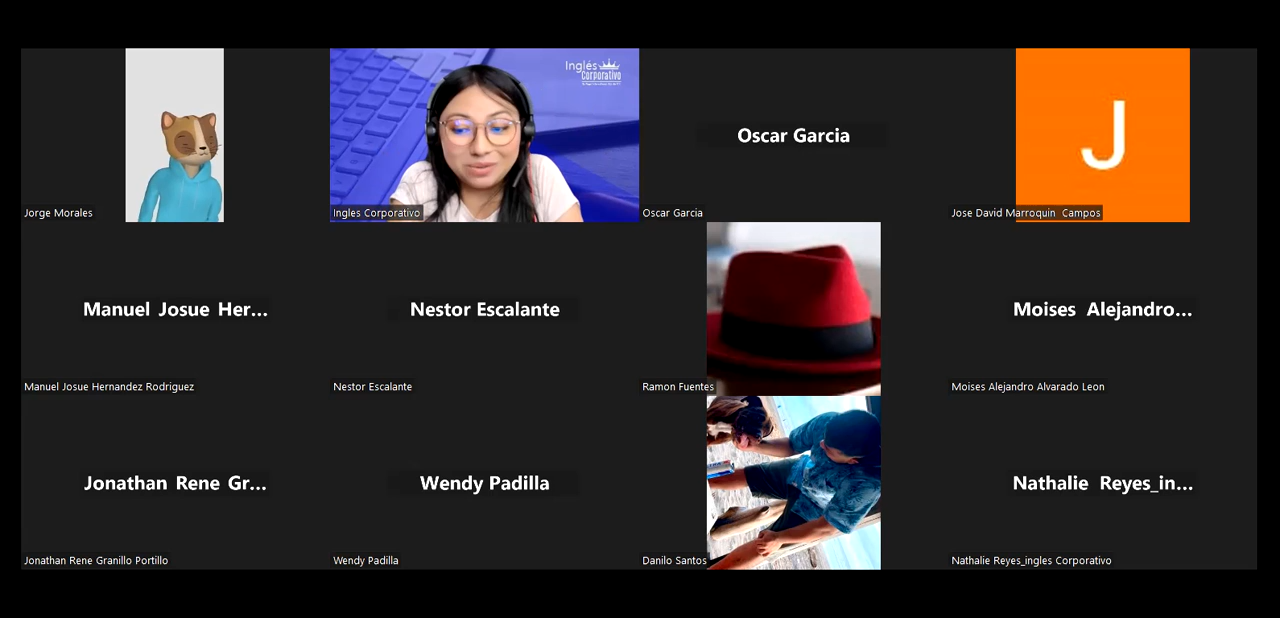 Inglés
Corporativo
Jorge Morales
Ingles Corporativo
Oscar Garcia
Oscar Garcia
J
Jose David Marroquín Campos
Manuel Josue Her...
Manuel Josue Hernandez Rodriguez
Nestor Escalante
Nestor Escalante
Ramon Fuentes
Moises Alejandro...
Moises Alejandro Alvarado Leon
Jonathan Rene Gr...
Jonathan Rene Granillo Portillo
Wendy Padilla
Wendy Padilla
Danilo Santos
Nathalie Reyes_in...
Nathalie Reyes_ingles Corporativo